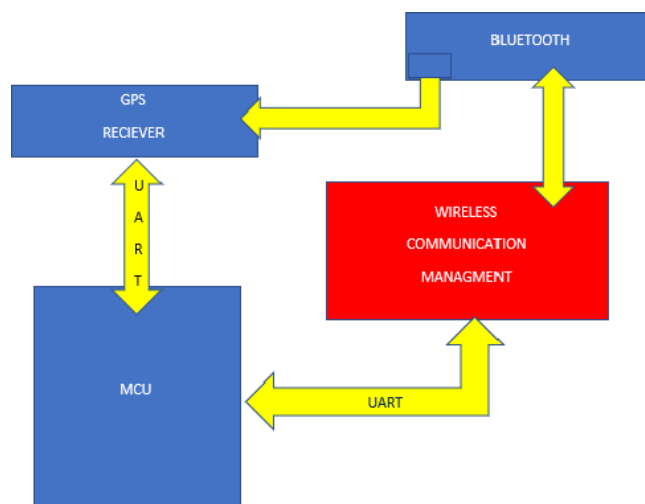 BLUETOOTH
GPS
RECIEVER
U
A
R
T
WIRELESS
COMMUNICATION
MANAGMENT
MCU
UART